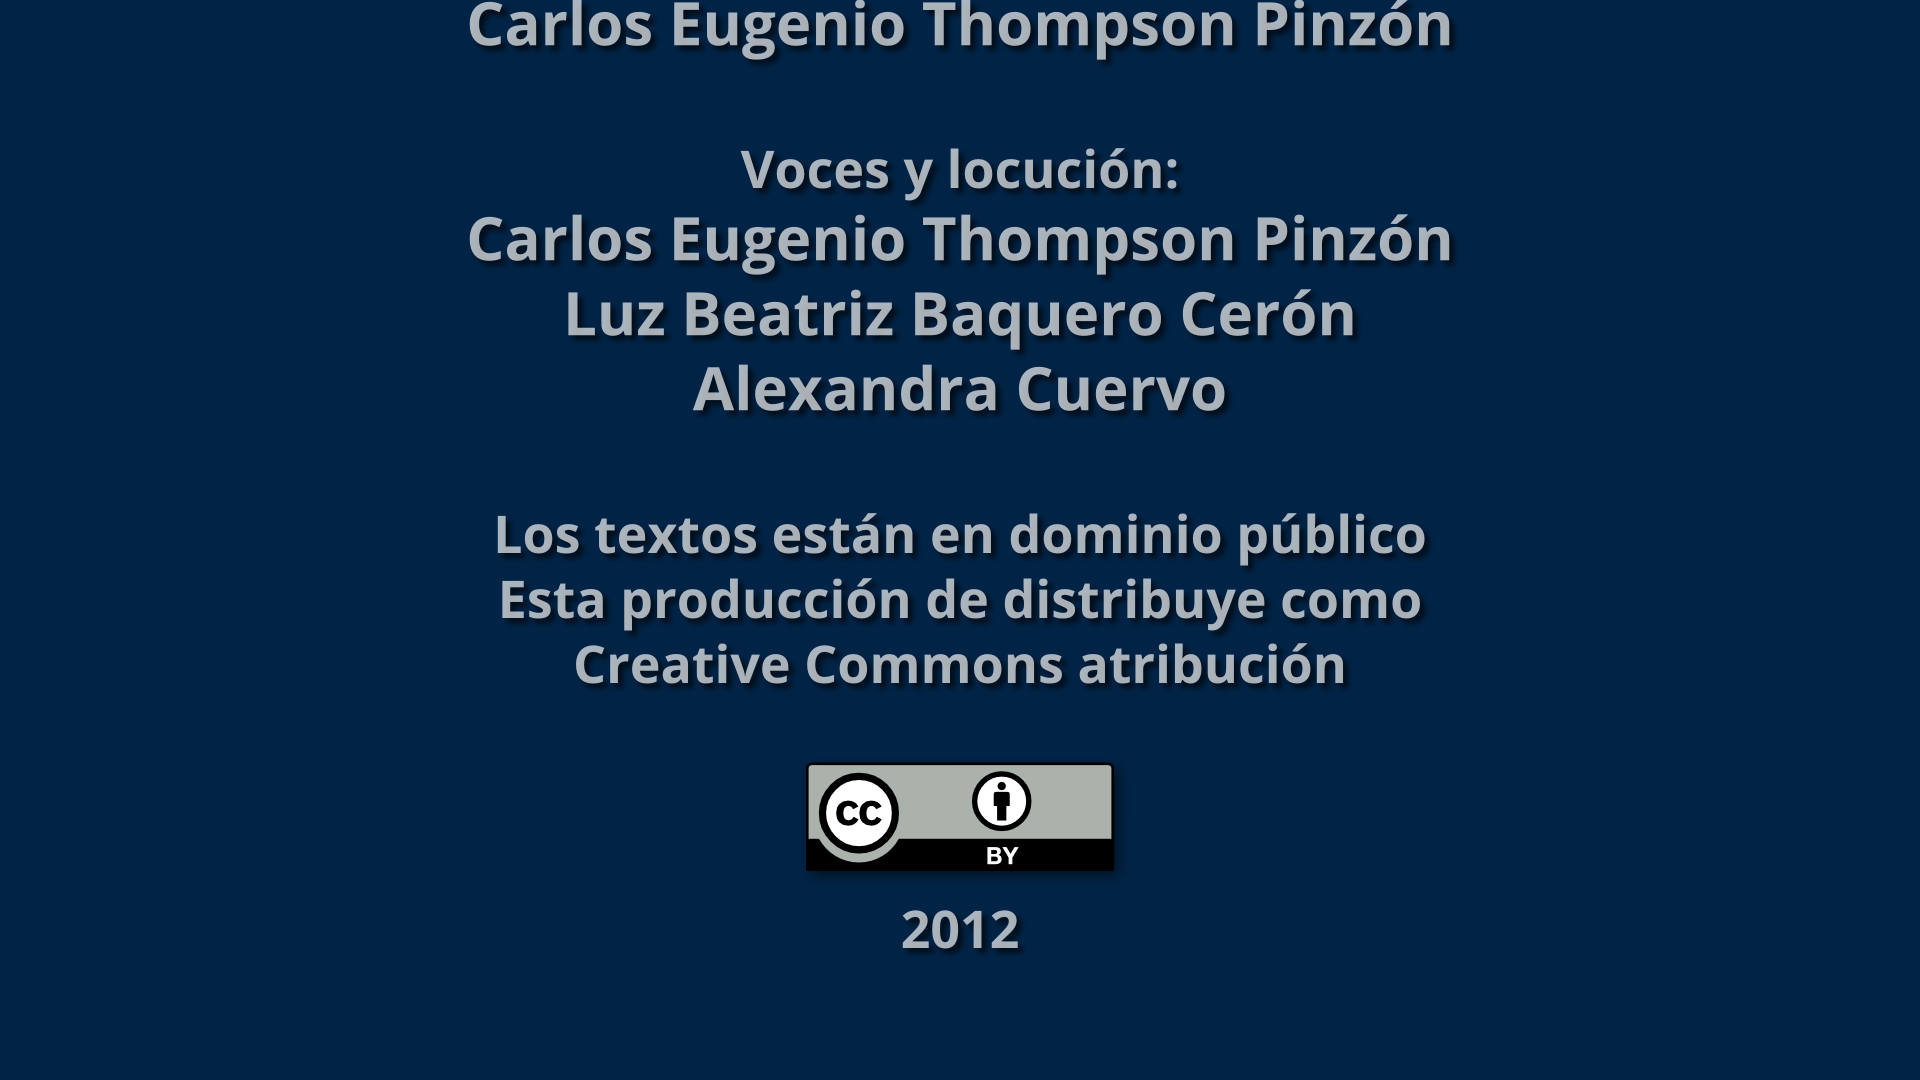 Carlos Eugenio Thompson Pinzón
Voces y locución:
Carlos Eugenio Thompson Pinzón
Luz Beatriz Baquero Cerón
Alexandra Cuervo
Los textos están en dominio público
Esta producción de distribuye como
Creative Commons atribución
cc
BY
2012